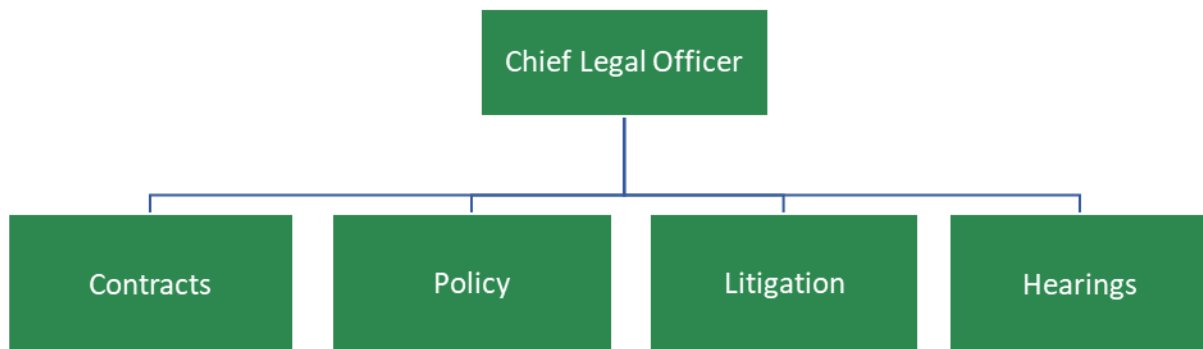 Chief Legal Officer
Contracts
Policy
Litigation
Hearings